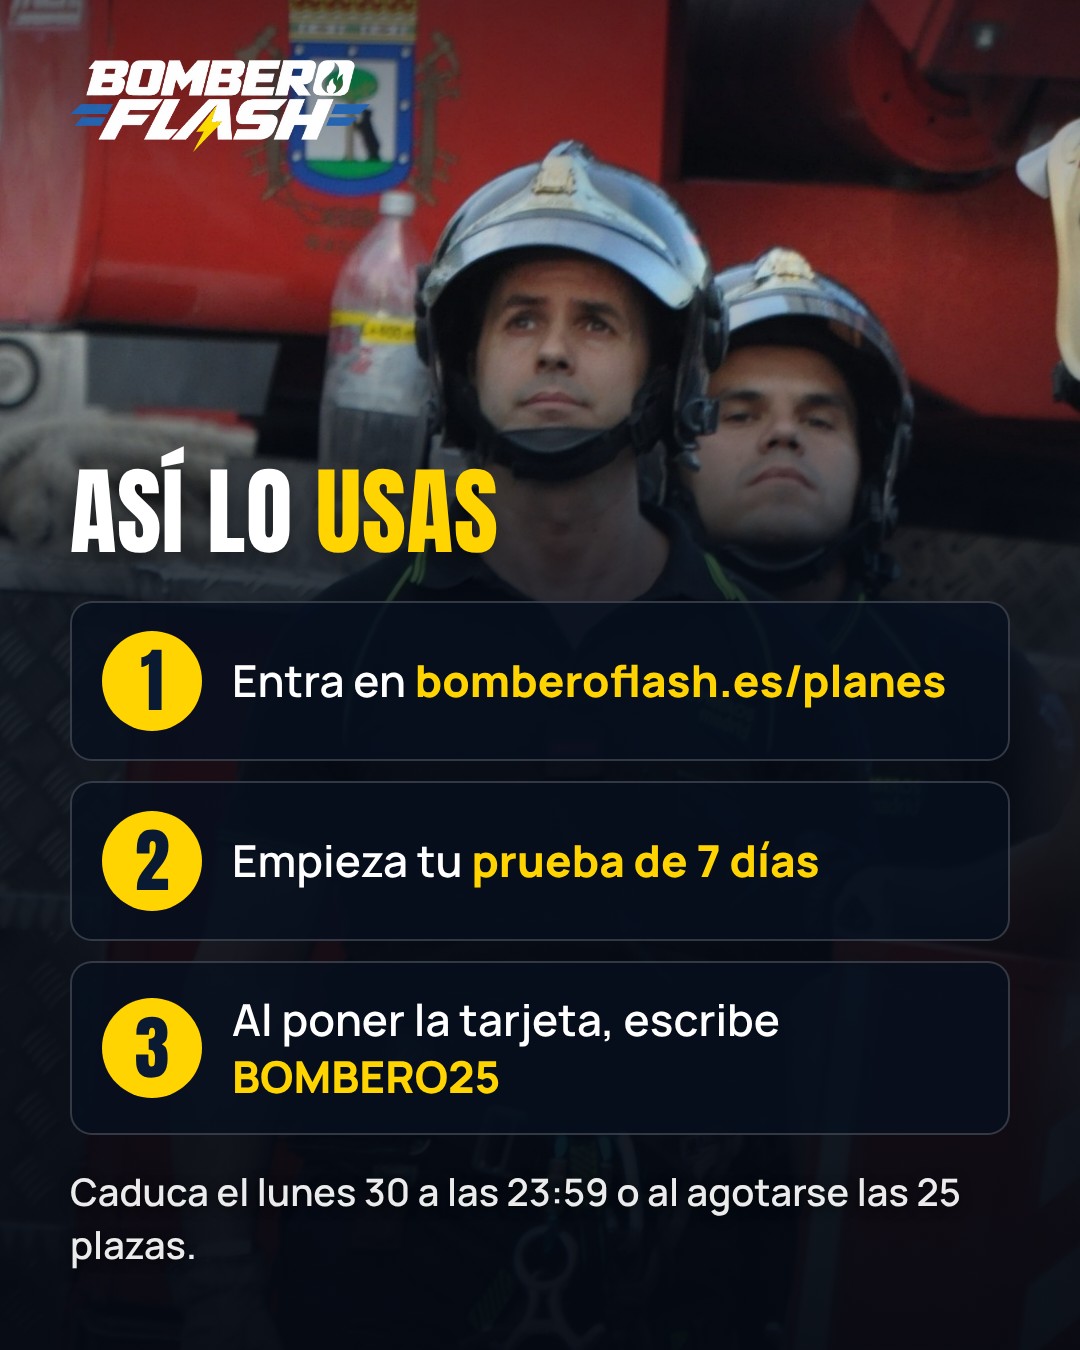 BOMBERO
FLASH
ASÍ LO USAS
1
Entra en bomberoflash.es/planes
2
Empieza tu prueba de 7 días
3
Al poner la tarjeta, escribe
BOMBERO25
Caduca el lunes 30 a las 23:59 o al agotarse las 25
plazas.